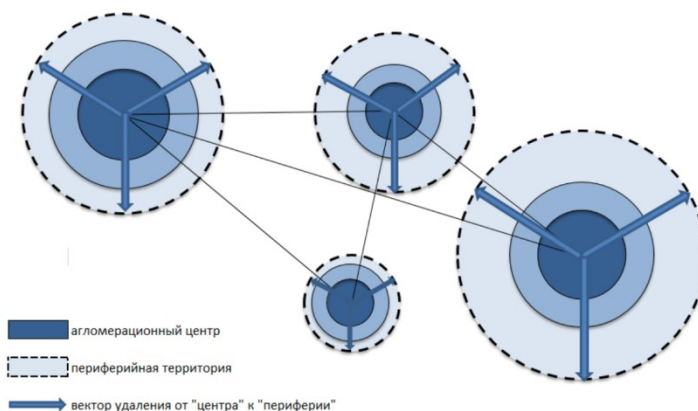 агломерационный центр
периферийная территория
вектор удаления от "центра" к "периферии"